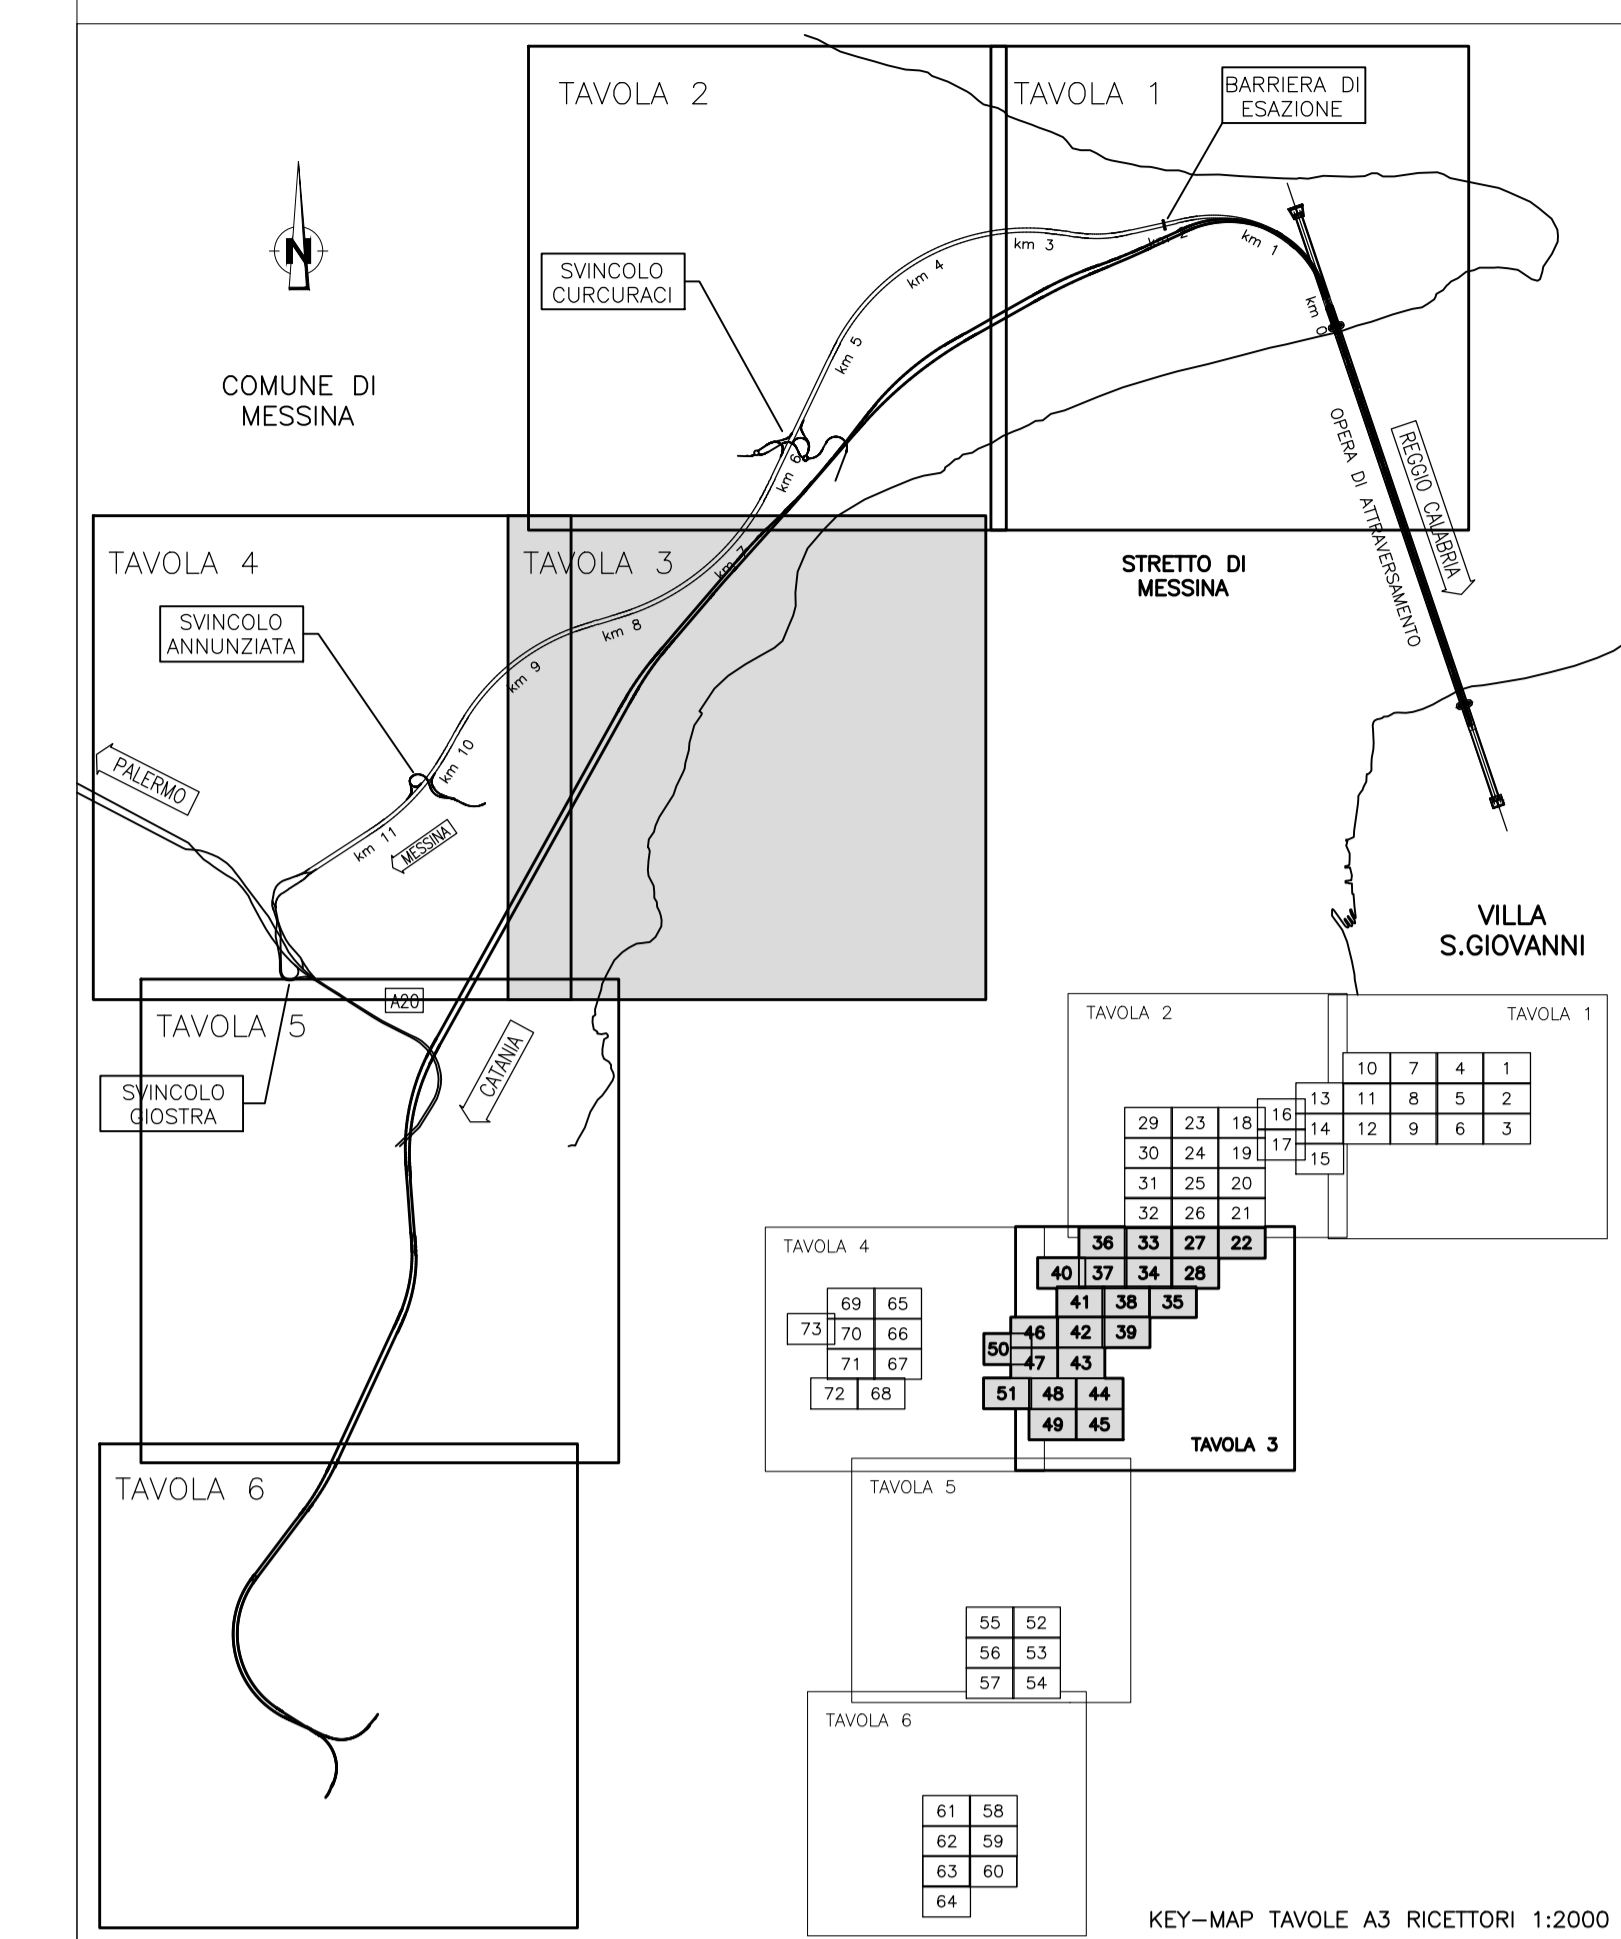 TAVOLA 2
TAVOLA 1
BARRIERA DI
ESAZIONE
N
SVINCOLO
CURCURACI
COMUNE DI
MESSINA
km 0
km 1
km 2
km 3
km 4
km 5
km 6
km 7
km 8
km 9
km 10
km 11
OPERA DI ATTRAVERSAMENTO
REGGIO CALABRIA
STRETTO DI
MESSINA
TAVOLA 4
TAVOLA 3
SVINCOLO
ANNUNZIATA
PALERMO
MESSINA
VILLA
S.GIOVANNI
A20
CATANIA
TAVOLA 5
SVINCOLO
GIOSTRA
TAVOLA 6
TAVOLA 2
TAVOLA 1
10 7 4 1
13 11 8 5 2
16 14 12 9 6 3
17 15
29 23 18
30 24 19
31 25 20
32 26 21
TAVOLA 4
36 33 27 22
40 37 34 28
41 38 35
46 42 39
50 47 43
51 48 44
49 45
TAVOLA 3
69 65
73 70 66
71 67
72 68
TAVOLA 5
55 52
56 53
57 54
TAVOLA 6
61 58
62 59
63 60
64
KEY-MAP TAVOLE A3 RICETTORI 1:2000